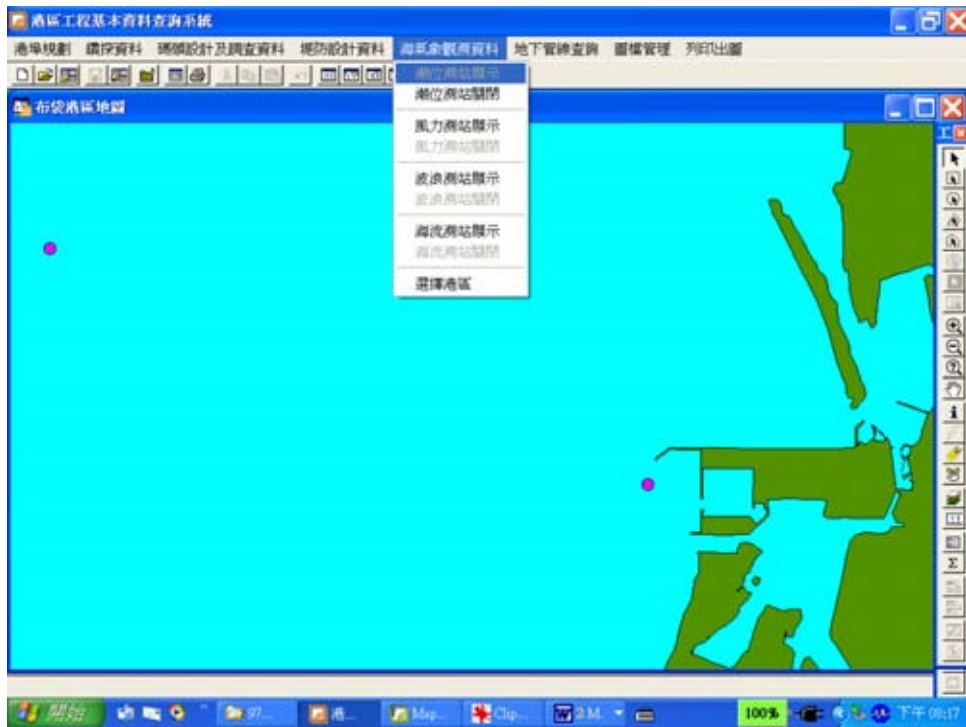 港區工程基本資料查詢系統
港埠規劃 鑽探資料 碼頭設計及調查資料 堤防設計資料 海氣象觀測資料 地下管線查詢 圖檔管理 列印出圖
潮位測站顯示
潮位測站關閉
風力測站顯示
風力測站關閉
波浪測站顯示
波浪測站關閉
海流測站顯示
海流測站關閉
選擇港區
布袋港區地圖
工
開始 97... 港... Map... Clip... 2 M... 100% 下午 08:17